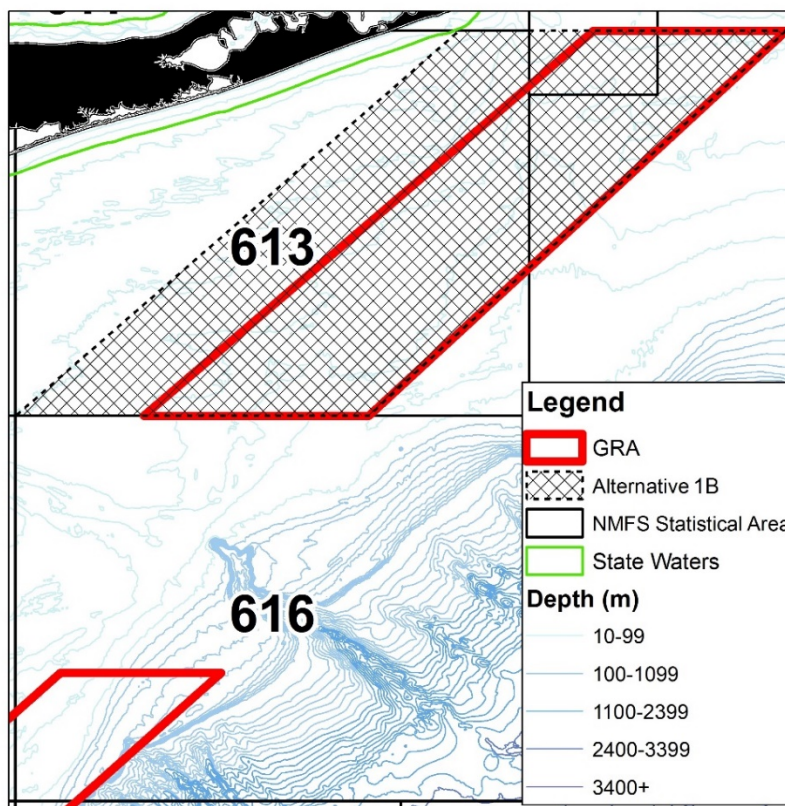 613
616
Legend
GRA
Alternative 1B
NMFS Statistical Area
State Waters
Depth (m)
10-99
100-1099
1100-2399
2400-3399
3400+